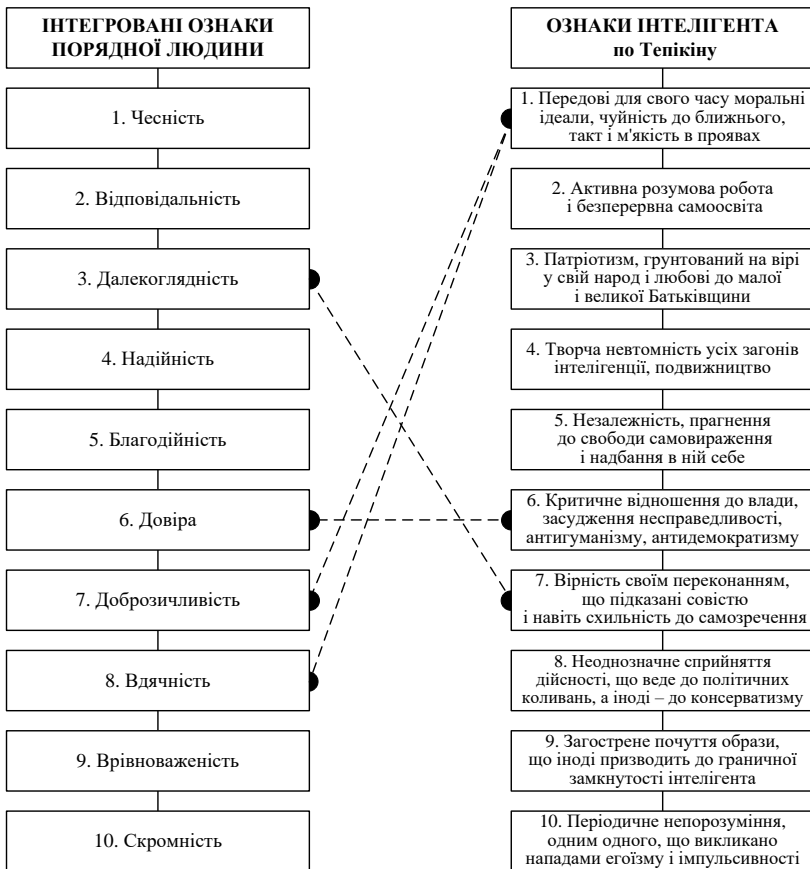 ІНТЕГРОВАНІ ОЗНАКИ
ПОРЯДНОЇ ЛЮДИНИ
1. Чесність
2. Відповідальність
3. Далекоглядність
4. Надійність
5. Благодійність
6. Довіра
7. Доброзичливість
8. Вдячність
9. Врівноваженість
10. Скромність
ОЗНАКИ ІНТЕЛІГЕНТА
по Тепікіну
1. Передові для свого часу моральні
ідеали, чуйність до ближнього,
такт і м'якість в проявах
2. Активна розумова робота
і безперервна самоосвіта
3. Патріотизм, грунтований на вірі
у свій народ і любові до малої
і великої Батьківщини
4. Творча невтомність усіх загонів
інтелігенції, подвижництво
5. Незалежність, прагнення
до свободи самовираження
і надбання в ній себе
6. Критичне відношення до влади,
засудження несправедливості,
антигуманізму, антидемократизму
7. Вірність своїм переконанням,
що підказані совістю
і навіть схильність до самозречення
8. Неоднозначне сприйняття
дійсності, що веде до політичних
коливань, а іноді – до консерватизму
9. Загострене почуття образи,
що іноді призводить до граничної
замкнутості інтелігента
10. Періодичне непорозуміння,
одним одного, що викликано
нападами егоїзму і імпульсивності